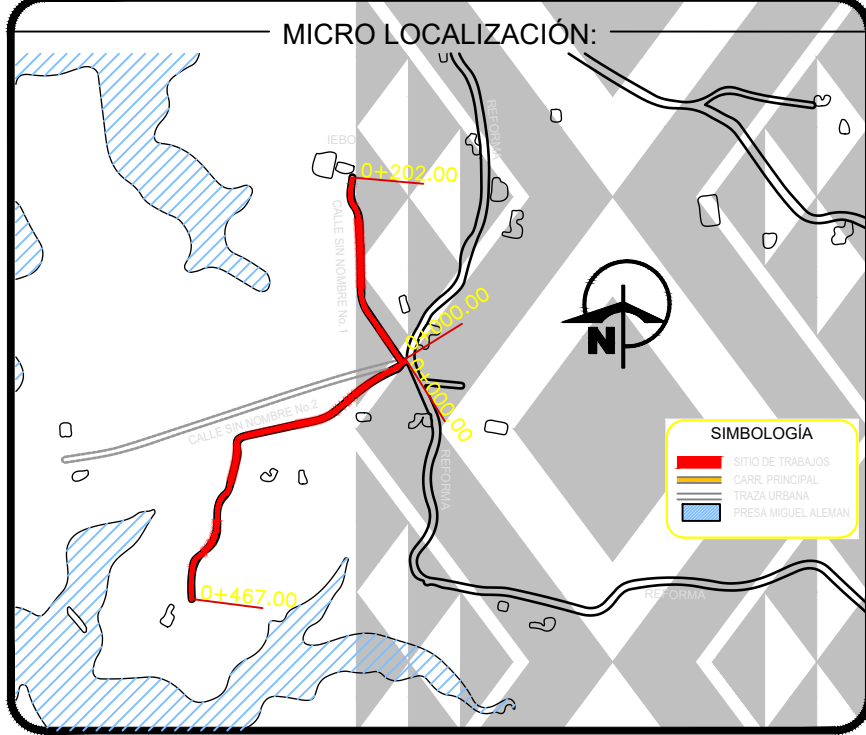 MICRO LOCALIZACIÓN:
REFORMA
IEBO
0+202.00
CALLE SIN NOMBRE No.1
0+000.00
0+000.00
N
CALLE SIN NOMBRE No.2
REFORMA
SIMBOLOGÍA
SITIO DE TRABAJOS
CARR. PRINCIPAL
TRAZA URBANA
PRESA MIGUEL ALEMAN
0+467.00
REFORMA